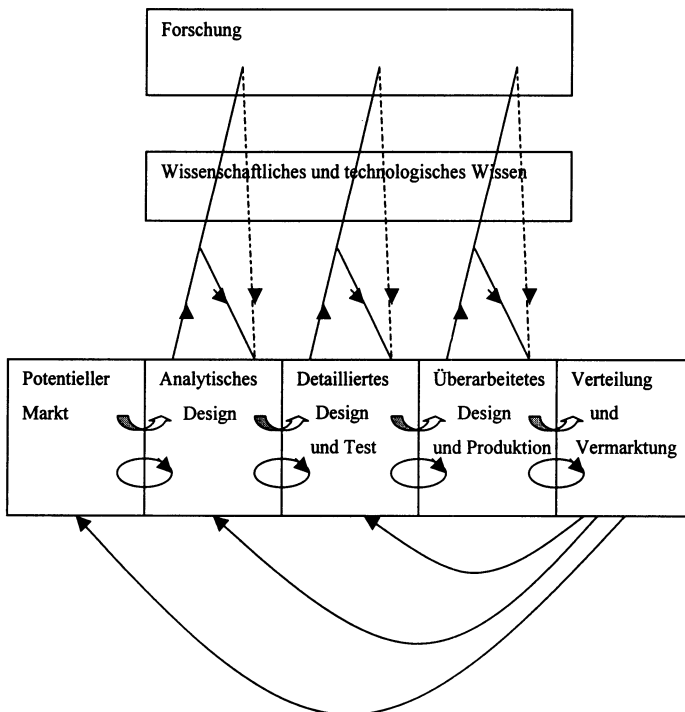 Forschung
Wissenschaftliches und technologisches Wissen
Potentieller
Markt
Analytisches
Design
Detailliertes
Design
und Test
Überarbeitetes
Design
und Produktion
Verteilung
und
Vermarktung